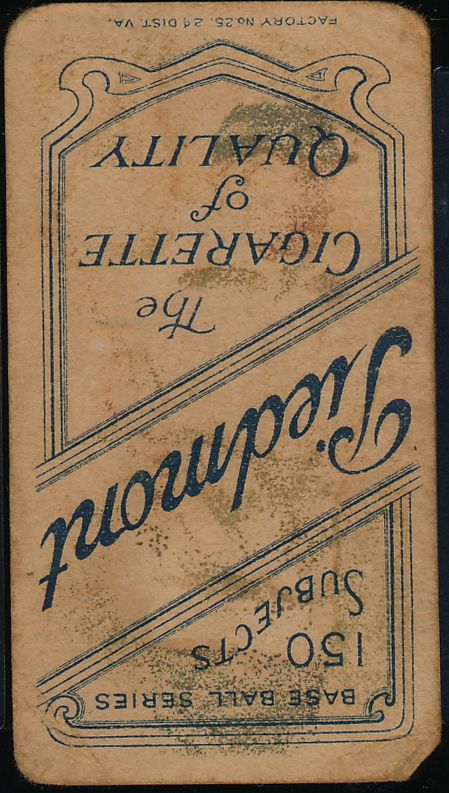 BASE BALL SERIES
150
SUBJECTS
Piedmont
The
CIGARETTE
of
QUALITY
FACTORY No 25. 2d DIST. VA.